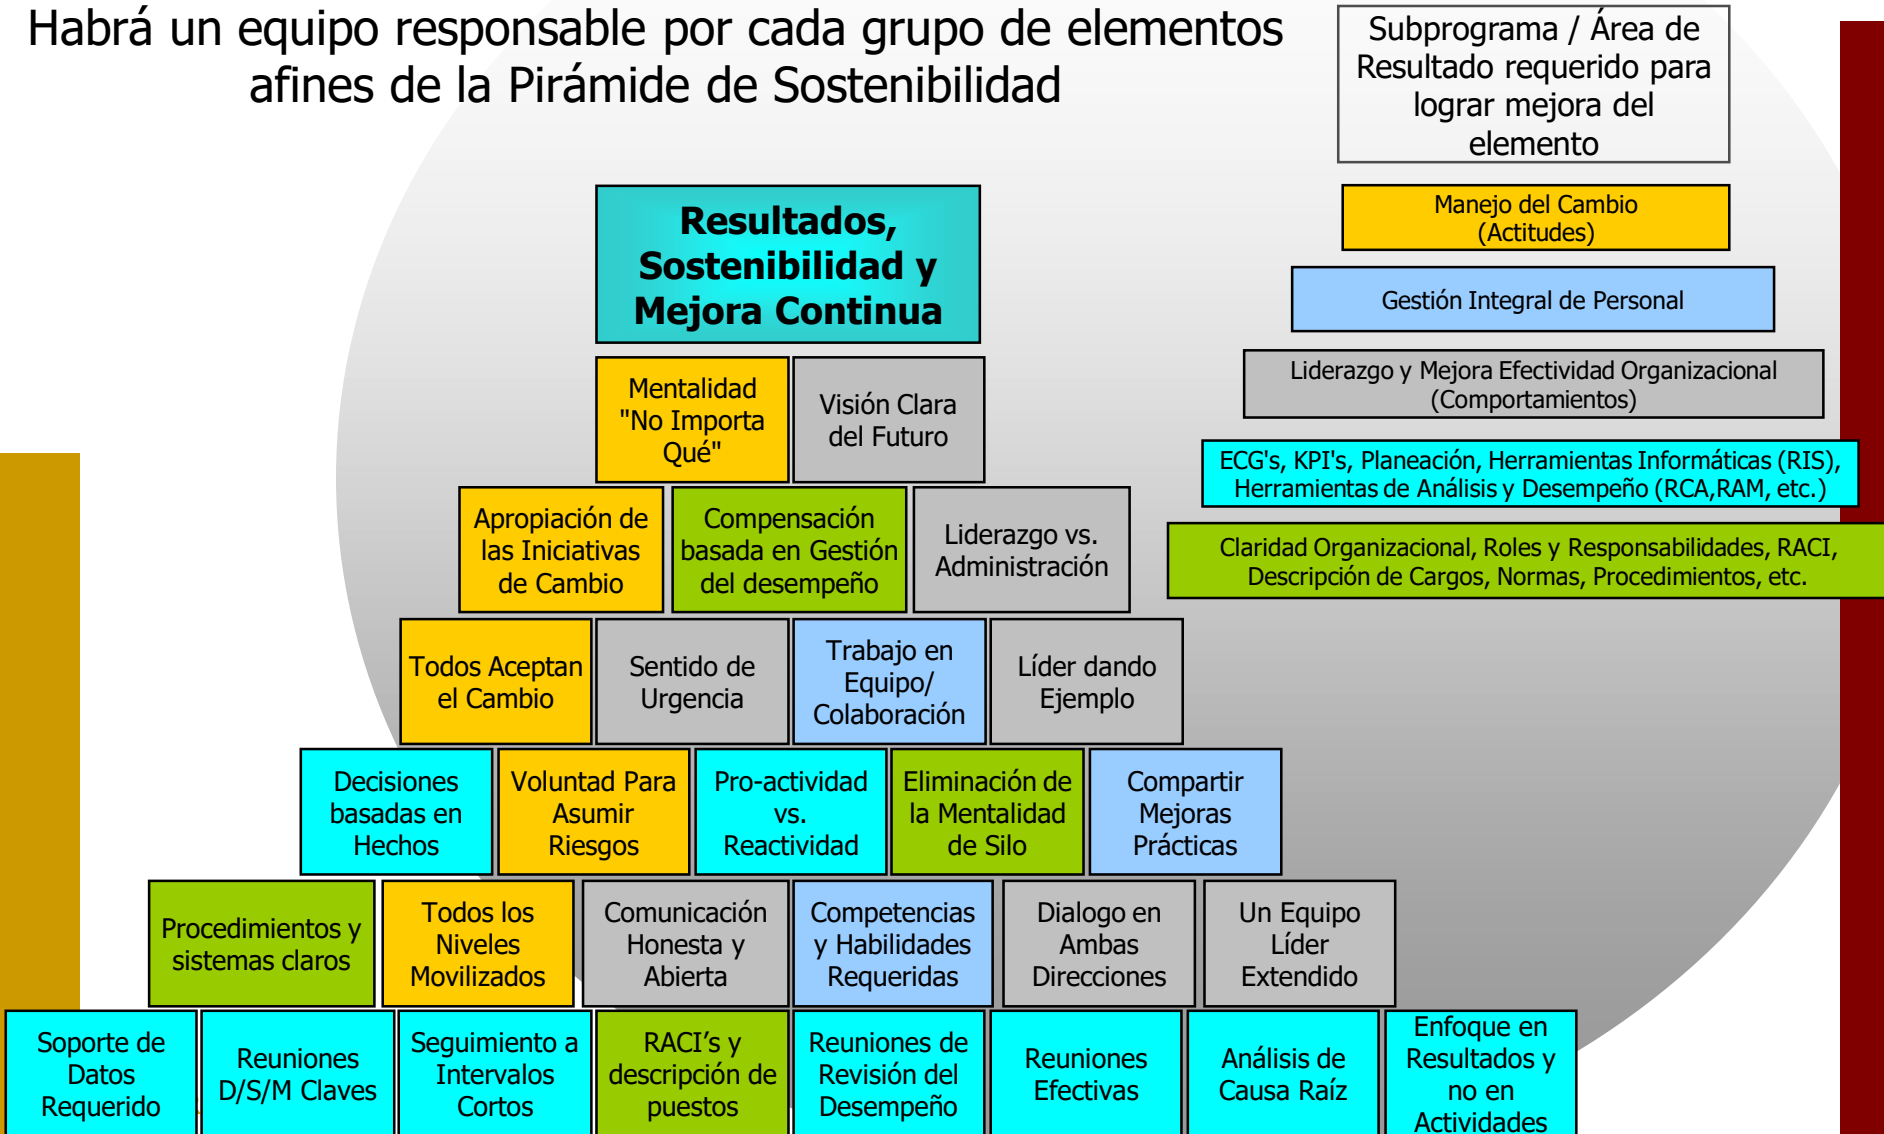 Habrá un equipo responsable por cada grupo de elementos
afines de la Pirámide de Sostenibilidad
Subprograma / Área de
Resultado requerido para
lograr mejora del
elemento
Manejo del Cambio
(Actitudes)
Gestión Integral de Personal
Liderazgo y Mejora Efectividad Organizacional
(Comportamientos)
ECG's, KPI's, Planeación, Herramientas Informáticas (RIS),
Herramientas de Análisis y Desempeño (RCA,RAM, etc.)
Claridad Organizacional, Roles y Responsabilidades, RACI,
Descripción de Cargos, Normas, Procedimientos, etc.
Resultados,
Sostenibilidad y
Mejora Continua
Mentalidad
"No Importa
Qué"
Visión Clara
del Futuro
Apropiación de
las Iniciativas
de Cambio
Compensación
basada en Gestión
del desempeño
Liderazgo vs.
Administración
Todos Aceptan
el Cambio
Sentido de
Urgencia
Trabajo en
Equipo/
Colaboración
Líder dando
Ejemplo
Decisiones
basadas en
Hechos
Voluntad Para
Asumir
Riesgos
Pro-actividad
vs.
Reactividad
Eliminación de
la Mentalidad
de Silo
Compartir
Mejoras
Prácticas
Procedimientos y
sistemas claros
Todos los
Niveles
Movilizados
Comunicación
Honesta y
Abierta
Competencias
y Habilidades
Requeridas
Dialogo en
Ambas
Direcciones
Un Equipo
Líder
Extendido
Soporte de
Datos
Requerido
Reuniones
D/S/M Claves
Seguimiento a
Intervalos
Cortos
RACI’s y
descripción de
puestos
Reuniones de
Revisión del
Desempeño
Reuniones
Efectivas
Análisis de
Causa Raíz
Enfoque en
Resultados y
no en
Actividades